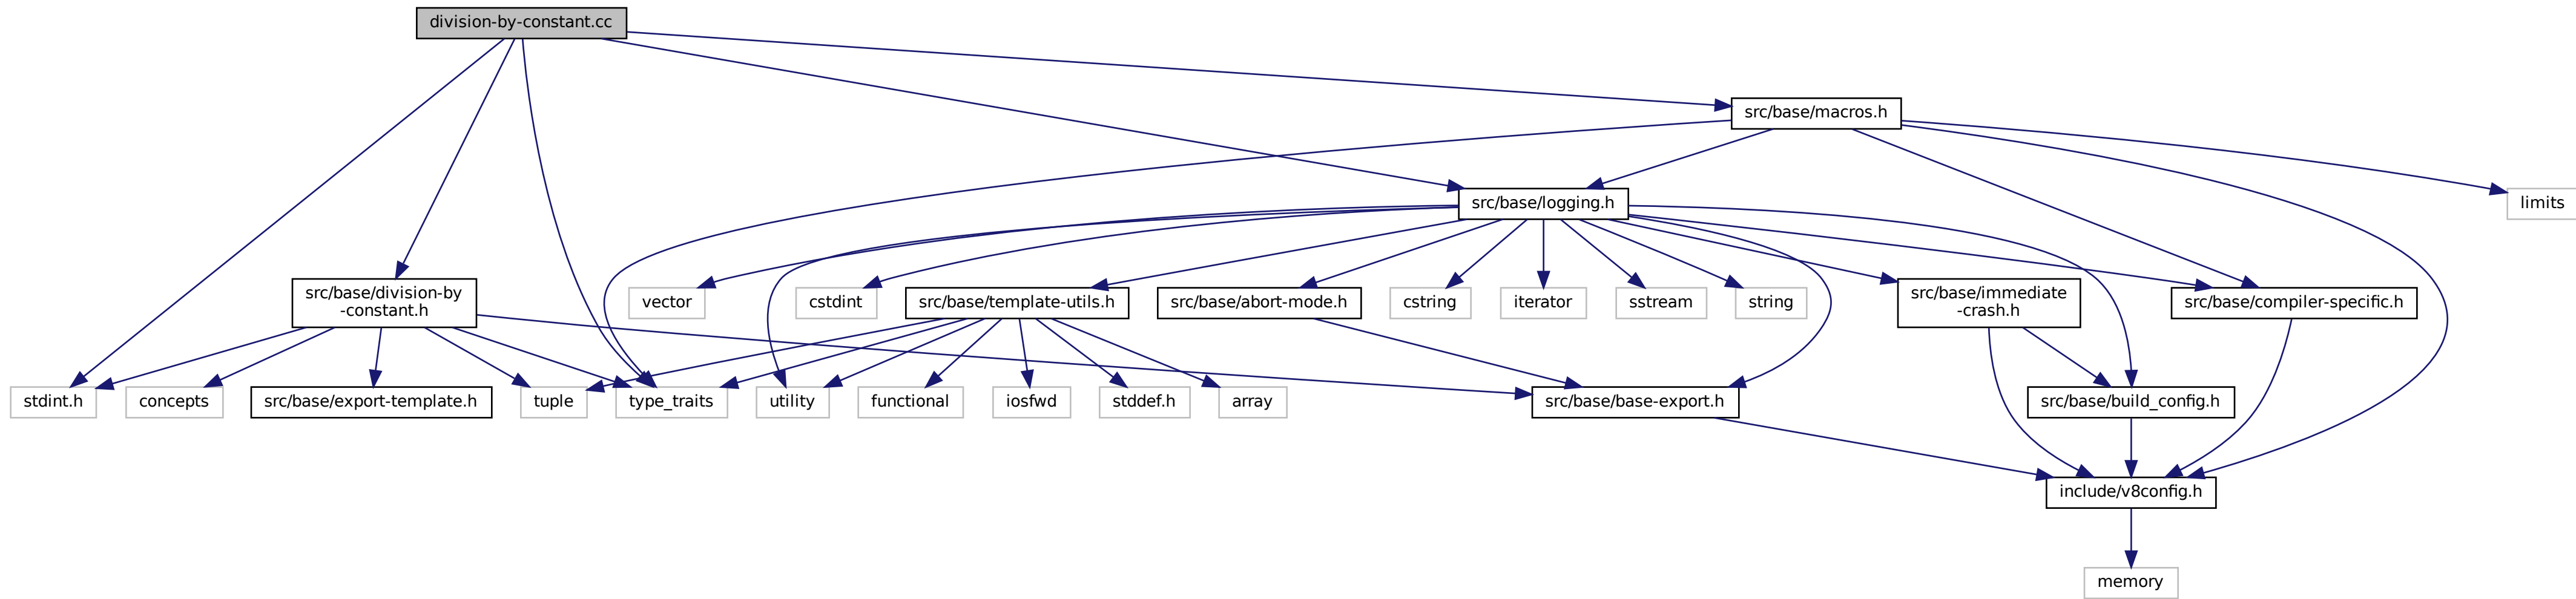 division-by-constant.cc
src/base/macros.h
src/base/logging.h
limits
src/base/division-by
-constant.h
vector
cstdint
src/base/template-utils.h
src/base/abort-mode.h
cstring
iterator
sstream
string
src/base/immediate
-crash.h
src/base/compiler-specific.h
stdint.h
concepts
src/base/export-template.h
tuple
type_traits
utility
functional
iosfwd
stddef.h
array
src/base/base-export.h
src/base/build_config.h
include/v8config.h
memory